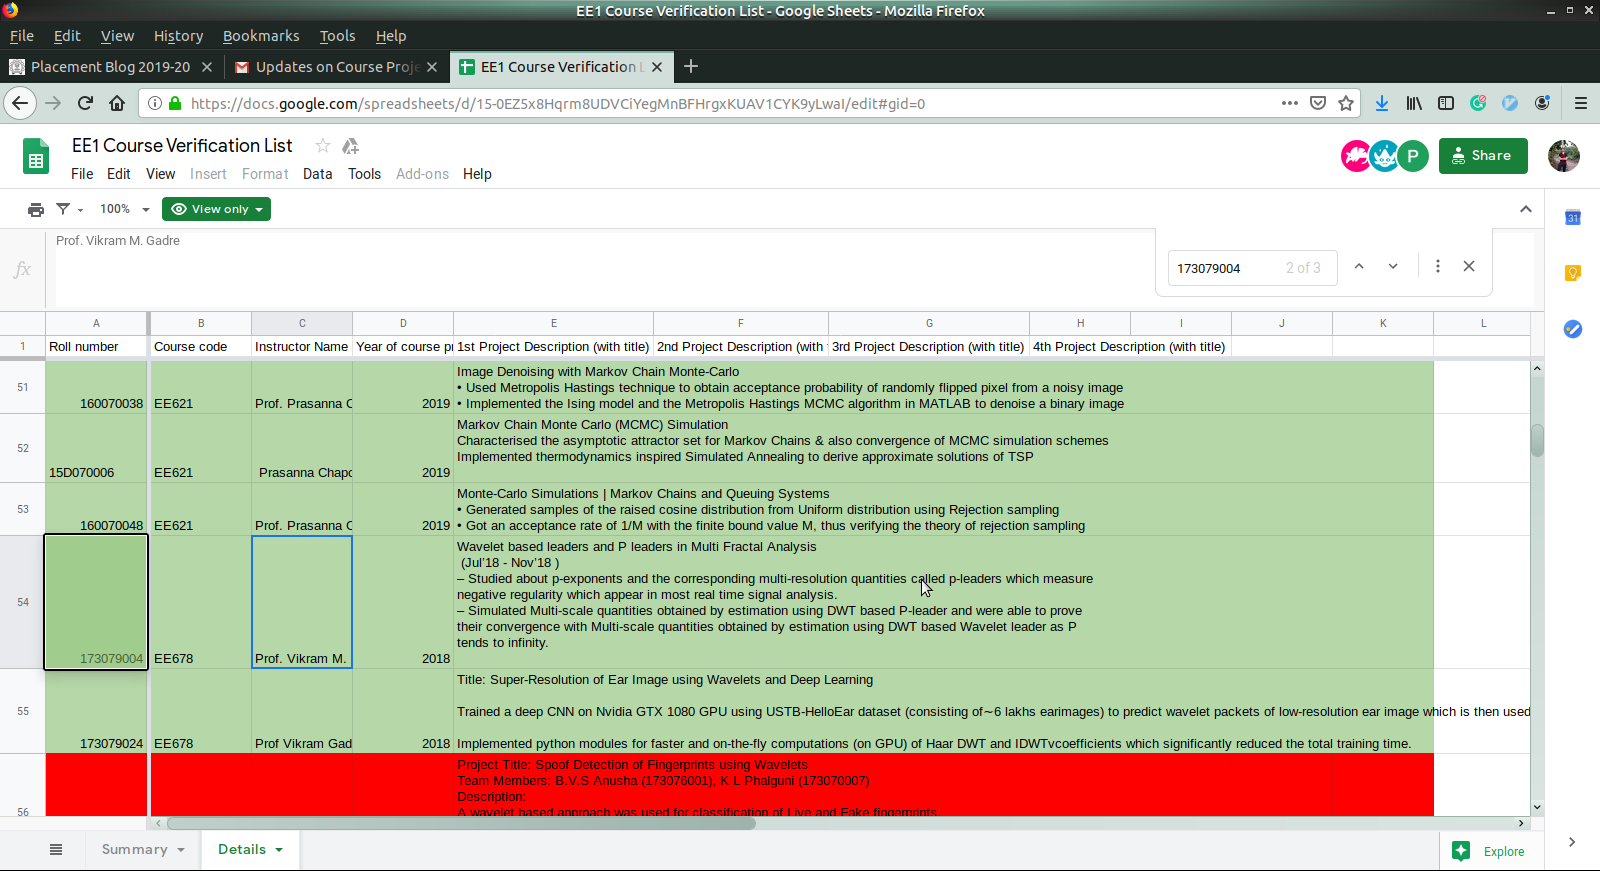 EE1 Course Verification List - Google Sheets - Mozilla Firefox
File Edit View History Bookmarks Tools Help
Placement Blog 2019-20
Updates on Course Proje
EE1 Course Verification L
https://docs.google.com/spreadsheets/d/15-0EZ5x8Hqrm8UDVCiYegMnBFHrgxKUAV1CYK9yLwaI/edit#gid=0
EE1 Course Verification List
P
Share
File Edit View Insert Format Data Tools Add-ons Help
100%
View only
31
fx
Prof. Vikram M. Gadre
173079004 2 of 3
A B C D E F G H I J K L
1 Roll number Course code Instructor Name Year of course pr 1st Project Description (with title) 2nd Project Description (with 3rd Project Description (with title) 4th Project Description (with title)
Image Denoising with Markov Chain Monte-Carlo
• Used Metropolis Hastings technique to obtain acceptance probability of randomly flipped pixel from a noisy image
51 160070038 EE621 Prof. Prasanna C 2019 • Implemented the Ising model and the Metropolis Hastings MCMC algorithm in MATLAB to denoise a binary image
Markov Chain Monte Carlo (MCMC) Simulation
Characterised the asymptotic attractor set for Markov Chains & also convergence of MCMC simulation schemes
Implemented thermodynamics inspired Simulated Annealing to derive approximate solutions of TSP
52 15D070006 EE621 Prasanna Chapo 2019
Monte-Carlo Simulations | Markov Chains and Queuing Systems
• Generated samples of the raised cosine distribution from Uniform distribution using Rejection sampling
53 160070048 EE621 Prof. Prasanna C 2019 • Got an acceptance rate of 1/M with the finite bound value M, thus verifying the theory of rejection sampling
Wavelet based leaders and P leaders in Multi Fractal Analysis
(Jul'18 - Nov'18 )
– Studied about p-exponents and the corresponding multi-resolution quantities called p-leaders which measure
negative regularity which appear in most real time signal analysis.
– Simulated Multi-scale quantities obtained by estimation using DWT based P-leader and were able to prove
their convergence with Multi-scale quantities obtained by estimation using DWT based Wavelet leader as P
tends to infinity.
54 173079004 EE678 Prof. Vikram M. 2018
Title: Super-Resolution of Ear Image using Wavelets and Deep Learning
Trained a deep CNN on Nvidia GTX 1080 GPU using USTB-HelloEar dataset (consisting of~6 lakhs earimages) to predict wavelet packets of low-resolution ear image which is then used
55 173079024 EE678 Prof Vikram Gad 2018 Implemented python modules for faster and on-the-fly computations (on GPU) of Haar DWT and IDWTvcoefficients which significantly reduced the total training time.
Project Title: Spoof Detection of Fingerprints using Wavelets
Team Members: B.V.S Anusha (173076001), K L Phalguni (173070007)
Description:
56 A wavelet based approach was used for classification of Live and Fake fingerprints.
Summary Details Explore